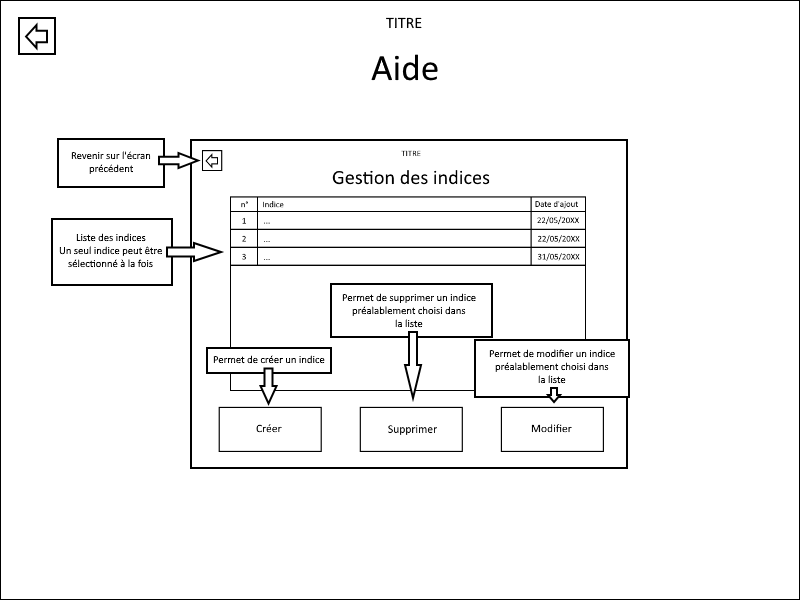 TITRE
Aide
Revenir sur l'écran
précédent
TITRE
Gestion des indices
n° Indice Date d'ajout
1 ... 22/05/20XX
2 ... 22/05/20XX
3 ... 31/05/20XX
Liste des indices
Un seul indice peut être
sélectionné à la fois
Permet de supprimer un indice
préalablement choisi dans
la liste
Permet de créer un indice
Permet de modifier un indice
préalablement choisi dans
la liste
Créer
Supprimer
Modifier